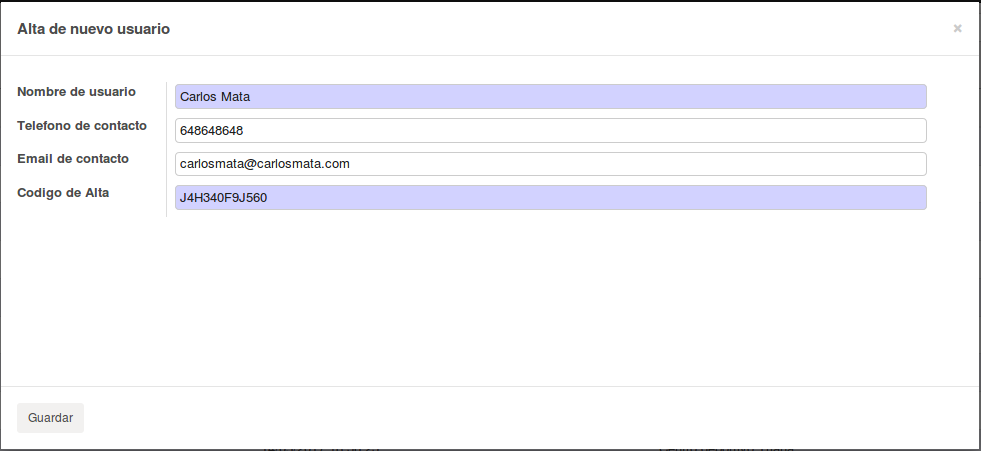 Alta de nuevo usuario ×
Nombre de usuario Carlos Mata
Telefono de contacto 648648648
Email de contacto carlosmata@carlosmata.com
Codigo de Alta J4H340F9J560
Guardar